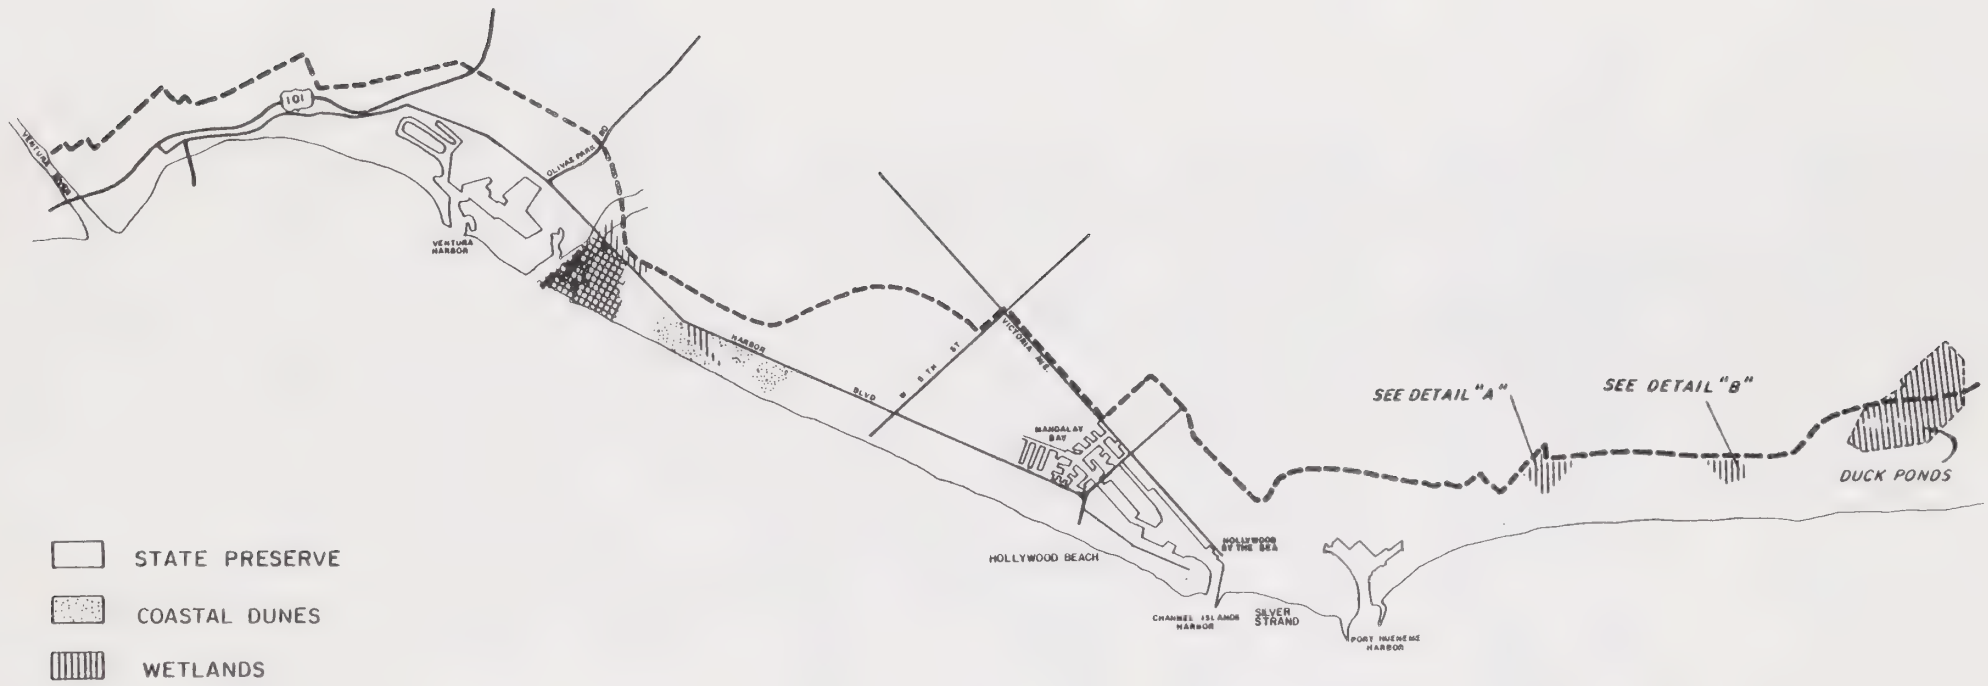 101
VENTURA
OLIVAS PARK RD
VENTURA
HARBOR
HARBOR
BLVD
W 5TH ST
VICTORIA AVE.
MANDALAY
BAY
SEE DETAIL "A"
SEE DETAIL "B"
DUCK PONDS
HOLLYWOOD
BY THE SEA
HOLLYWOOD BEACH
CHANNEL ISLANDS
HARBOR
SILVER
STRAND
PORT HUENEME
HARBOR
STATE PRESERVE
COASTAL DUNES
WETLANDS